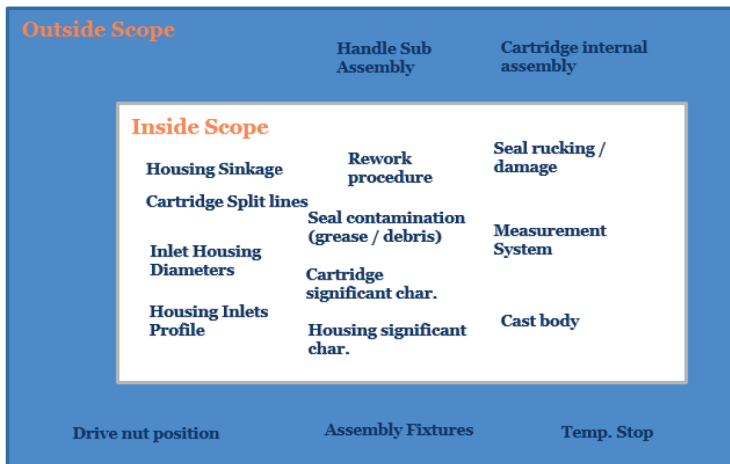 Outside Scope
Handle Sub
Assembly
Cartridge internal
assembly
Inside Scope
Housing Sinkage
Cartridge Split lines
Inlet Housing
Diameters
Housing Inlets
Profile
Rework
procedure
Seal contamination
(grease / debris)
Cartridge
significant char.
Housing significant
char.
Seal rucking /
damage
Measurement
System
Cast body
Drive nut position
Assembly Fixtures
Temp. Stop